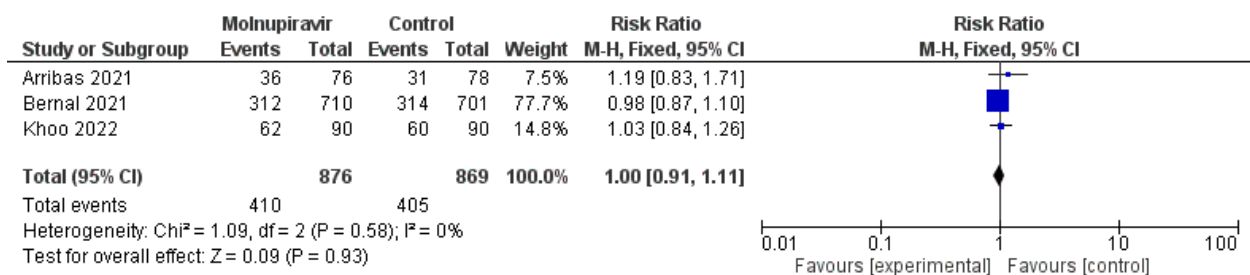 Molnupiravir Control Risk Ratio Risk Ratio
Study or Subgroup Events Total Events Total Weight M-H, Fixed, 95% CI M-H, Fixed, 95% CI
Arribas 2021 36 76 31 78 7.5% 1.19 [0.83, 1.71]
Bernal 2021 312 710 314 701 77.7% 0.98 [0.87, 1.10]
Khoo 2022 62 90 60 90 14.8% 1.03 [0.84, 1.26]
Total (95% CI) 876 869 100.0% 1.00 [0.91, 1.11]
Total events 410 405
Heterogeneity: Chi² = 1.09, df = 2 (P = 0.58); I² = 0%
Test for overall effect: Z = 0.09 (P = 0.93)
0.01 0.1 1 10 100
Favours [experimental] Favours [control]